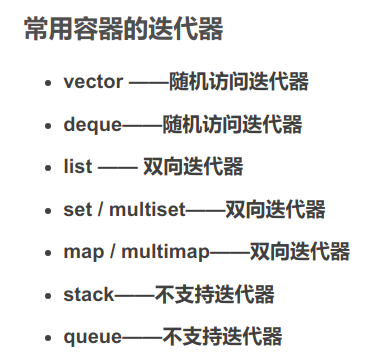 常用容器的迭代器
vector ——随机访问迭代器
deque——随机访问迭代器
list —— 双向迭代器
set / multiset——双向迭代器
map / multimap——双向迭代器
stack——不支持迭代器
queue——不支持迭代器